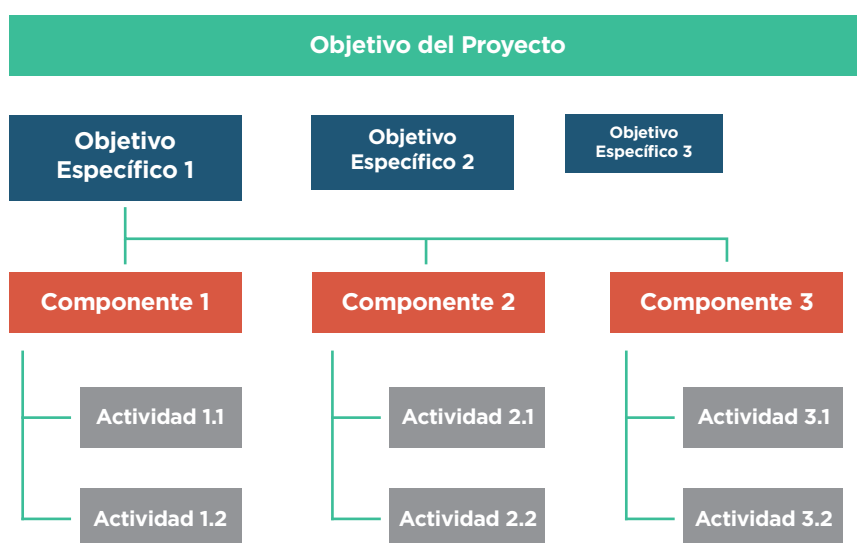 Objetivo del Proyecto
Objetivo
Específico 1
Objetivo
Específico 2
Objetivo
Específico 3
Componente 1
Componente 2
Componente 3
Actividad 1.1
Actividad 2.1
Actividad 3.1
Actividad 1.2
Actividad 2.2
Actividad 3.2